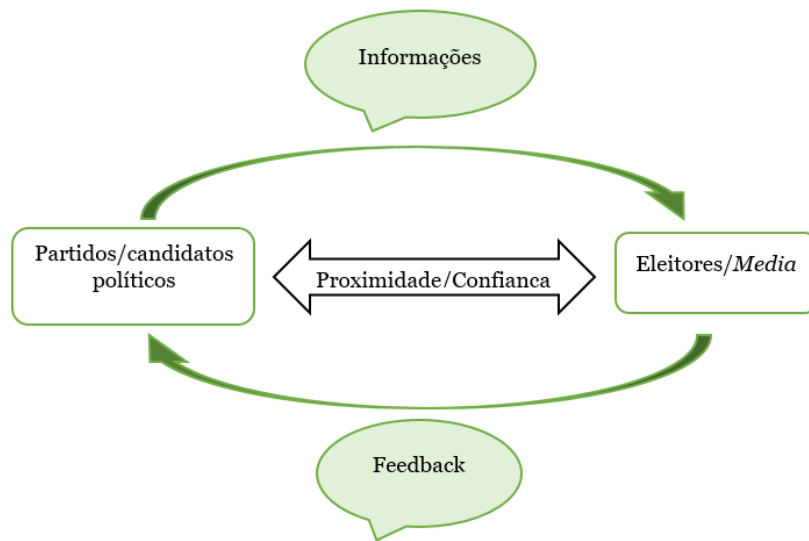 Informações
Partidos/candidatos
políticos
Proximidade/Confianca
Eleitores/Media
Feedback